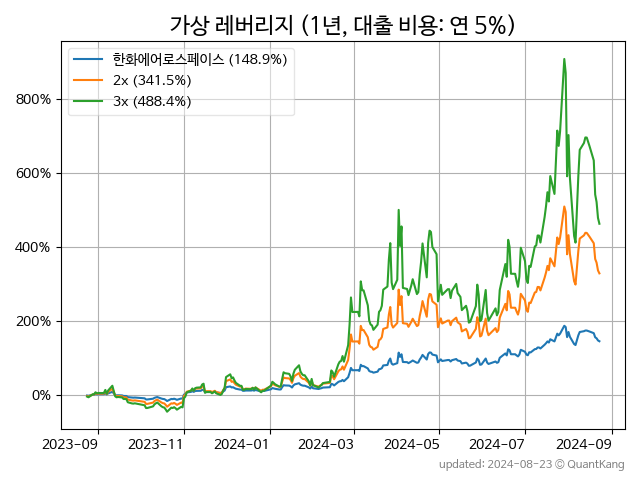 가상 레버리지 (1년, 대출 비용: 연 5%)
한화에어로스페이스 (148.9%)
2x (341.5%)
3x (488.4%)
800%
600%
400%
200%
0%
2023-09 2023-11 2024-01 2024-03 2024-05 2024-07 2024-09
updated: 2024-08-23 © QuantKang